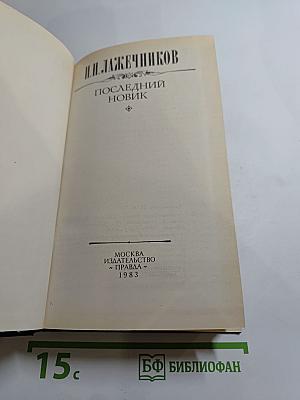 И.И.ЛАЖЕЧНИКОВ
ПОСЛЕДНИЙ
НОВИК
МОСКВА
ИЗДАТЕЛЬСТВО
«ПРАВДА»
1983
15с
БФ БИБЛИОФАН